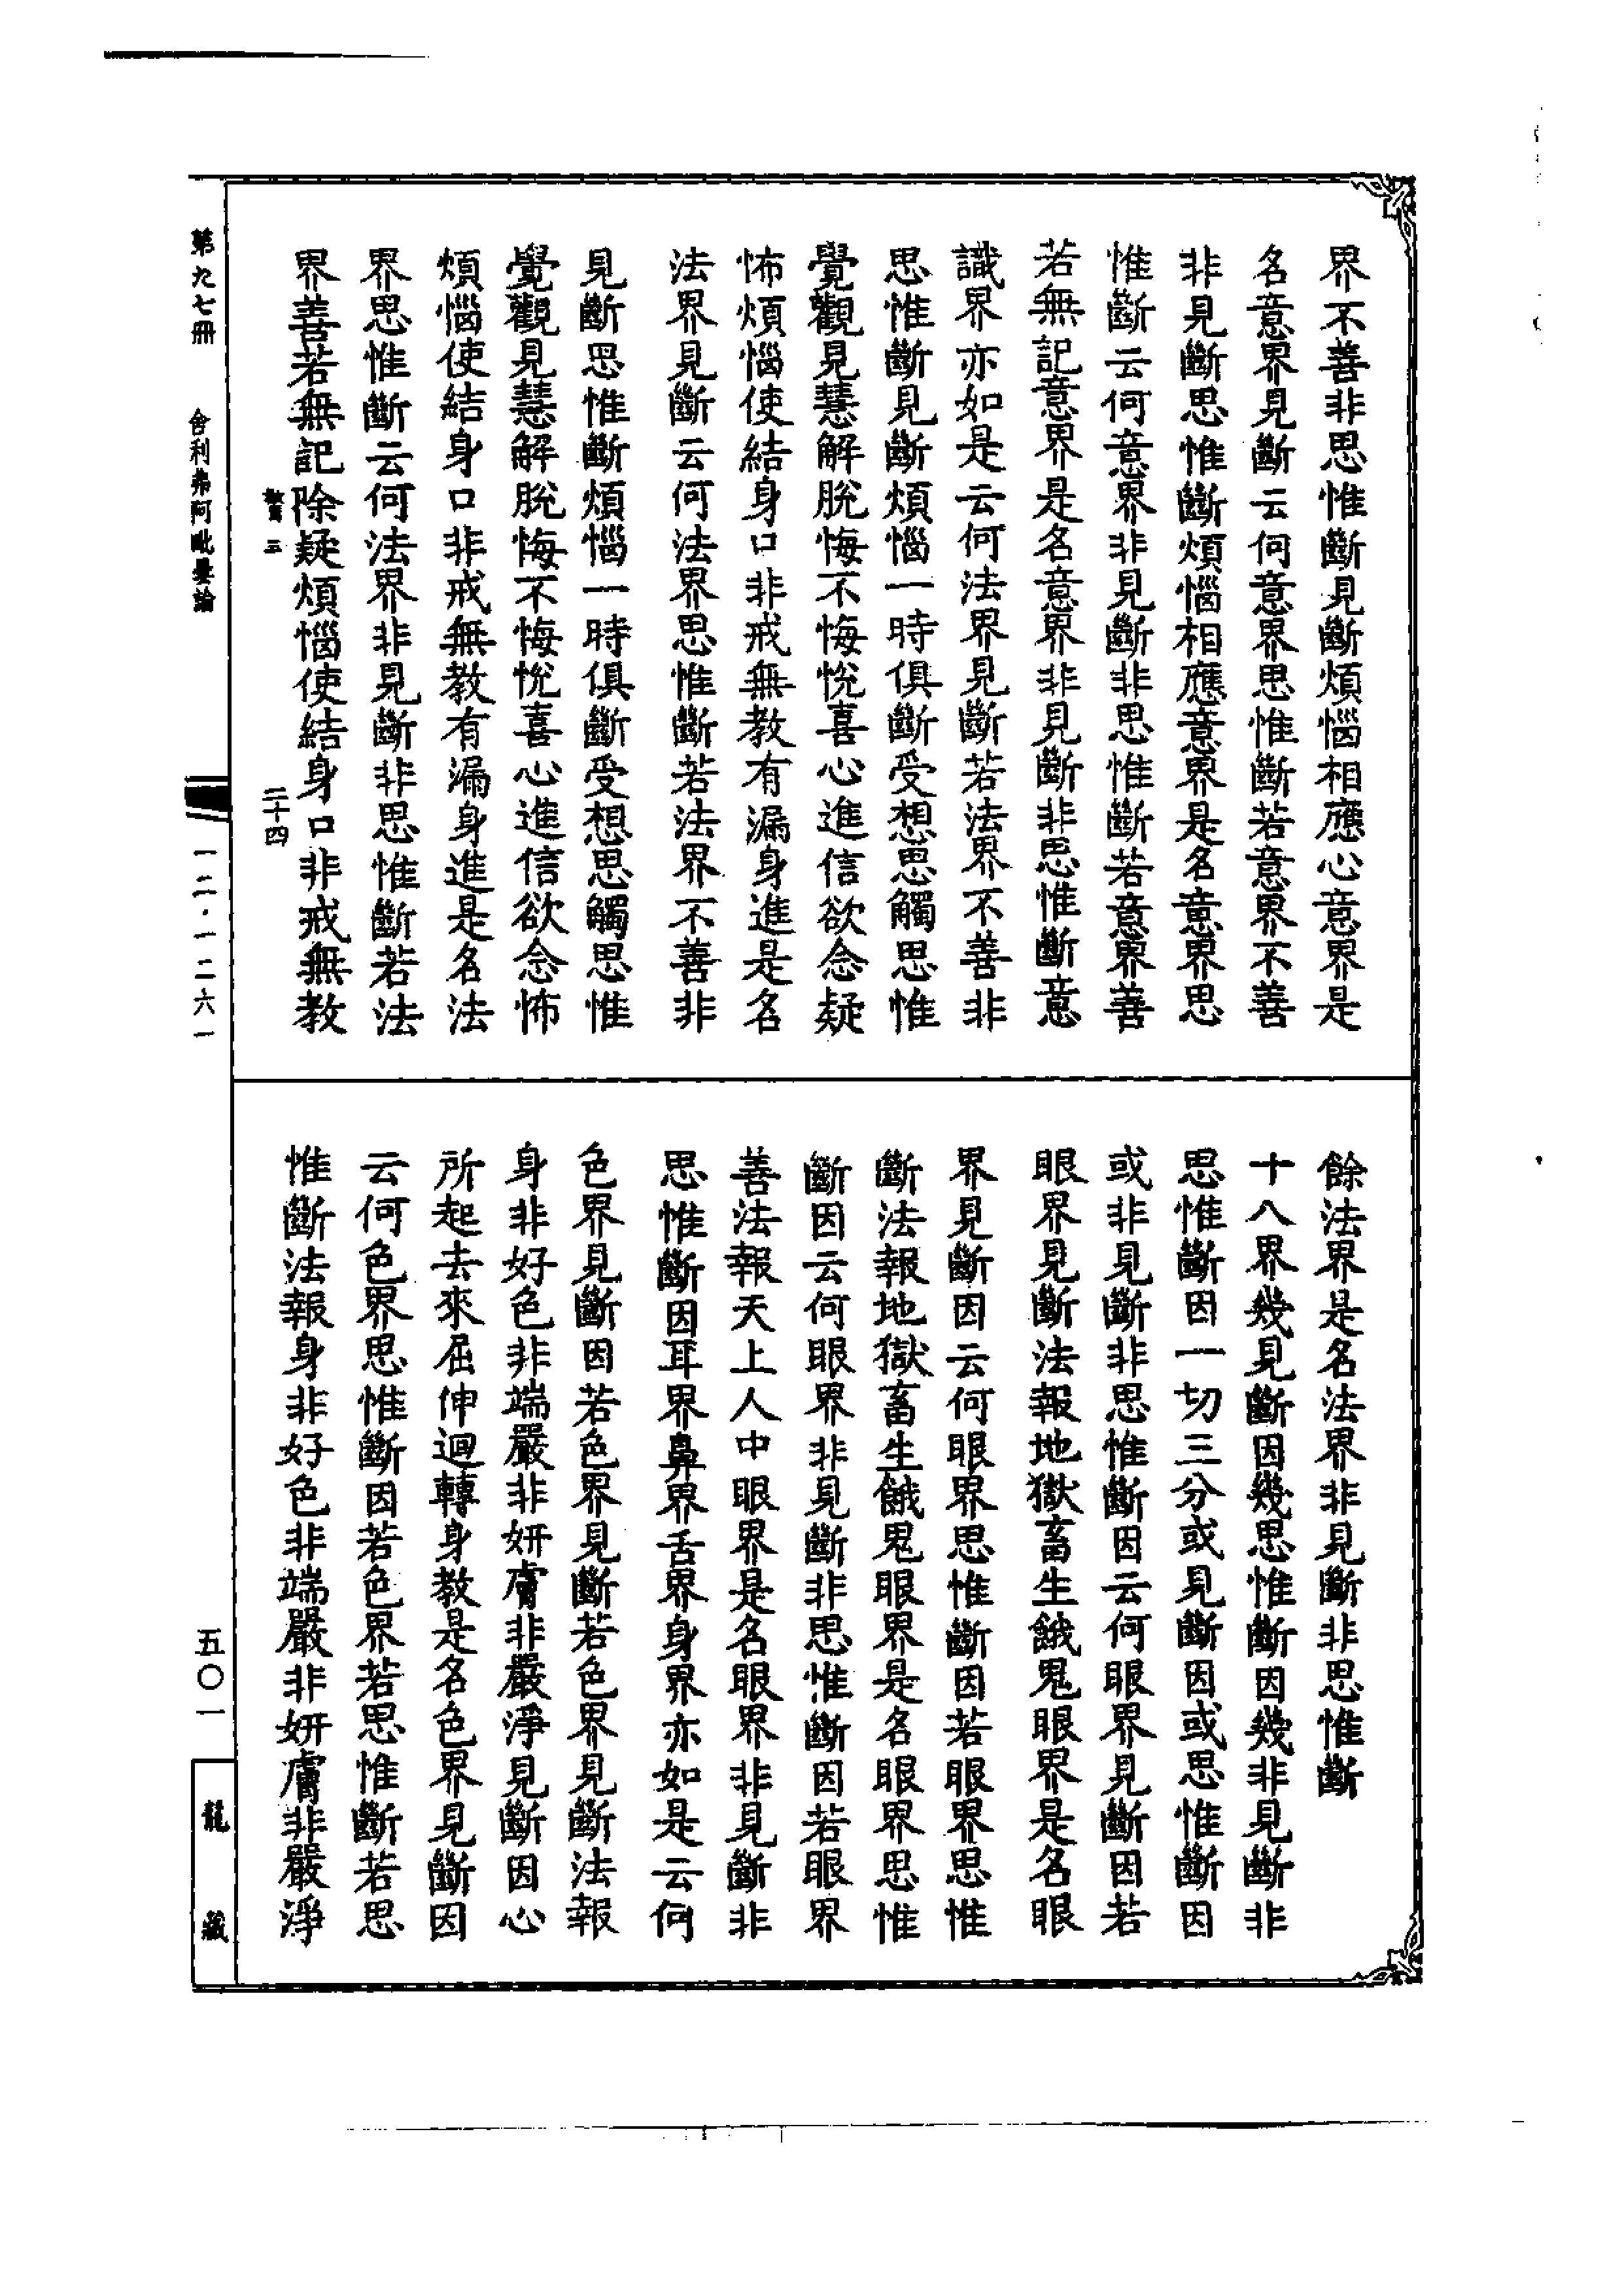 界不善非思惟斷見斷煩惱相應心意界是
名意界見斷云何意界思惟斷若意界不善
非見斷思惟斷煩惱相應意界是名意界思
惟斷云何意界非見斷非思惟斷若意界善
若無記意界是名意界非見斷非思惟斷意
識界亦如是云何法界見斷若法界不善非
思惟斷見斷煩惱一時俱斷受想思觸思惟
覺觀見慧解脫悔不悔悅喜心進信欲念疑
怖煩惱使結身口非戒無教有漏身進是名
法界見斷云何法界思惟斷若法界不善非
見斷思惟斷煩惱一時俱斷受想思觸思惟
覺觀見慧解脫悔不悔悅喜心進信欲念怖
煩惱使結身口非戒無教有漏身進是名法
界思惟斷云何法界非見斷非思惟斷若法
界善若無記除疑煩惱使結身口非戒無教
三 二十四
餘法界是名法界非見斷非思惟斷
十八界幾見斷因幾思惟斷因幾非見斷非
思惟斷因一切三分或見斷因或思惟斷因
或非見斷非思惟斷因云何眼界見斷因若
眼界見斷法報地獄畜生餓鬼眼界是名眼
界見斷因云何眼界思惟斷因若眼界思惟
斷法報地獄畜生餓鬼眼界是名眼界思惟
斷因云何眼界非見斷非思惟斷因若眼界
善法報天上人中眼界是名眼界非見斷非
思惟斷因耳界鼻界舌界身界亦如是云何
色界見斷因若色界見斷若色界見斷法報
身非好色非端嚴非妍膚非嚴淨見斷因心
所起去來屈伸迴轉身教是名色界見斷因
云何色界思惟斷因若色界若思惟斷若思
惟斷法報身非好色非端嚴非妍膚非嚴淨
第九七冊 舍利弗阿毗曇論 一二·一二六一 五〇一 龍藏